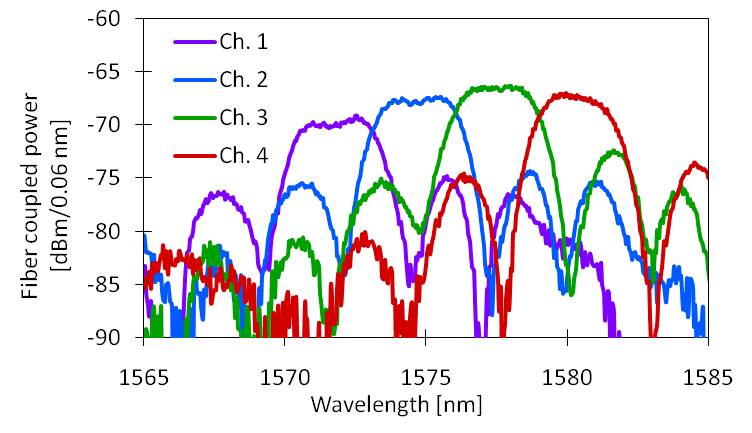 -60
-65
-70
-75
-80
-85
-90
Fiber coupled power
[dBm/0.06 nm]
Ch. 1
Ch. 2
Ch. 3
Ch. 4
1565 1570 1575 1580 1585
Wavelength [nm]